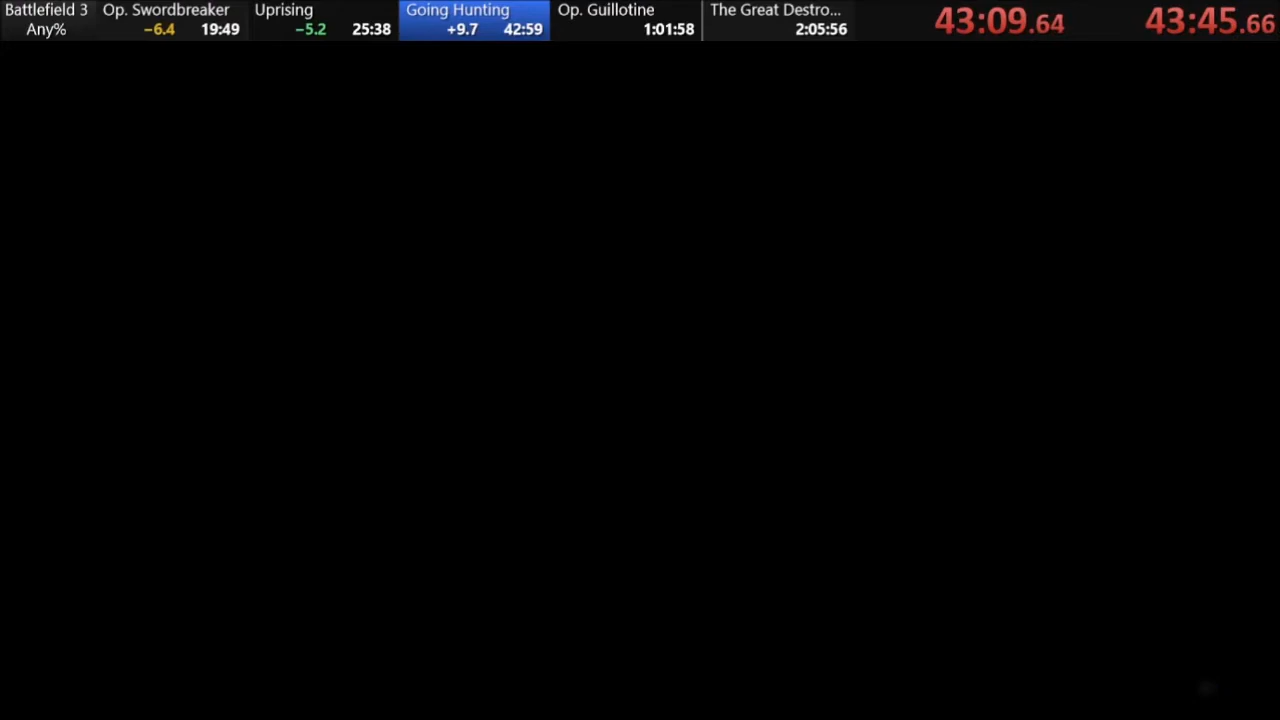 Battlefield 3
Any%
Op. Swordbreaker
−6.4 19:49
Uprising
−5.2 25:38
Going Hunting
+9.7 42:59
Op. Guillotine
1:01:58
The Great Destro...
2:05:56
43:09.64
43:45.66